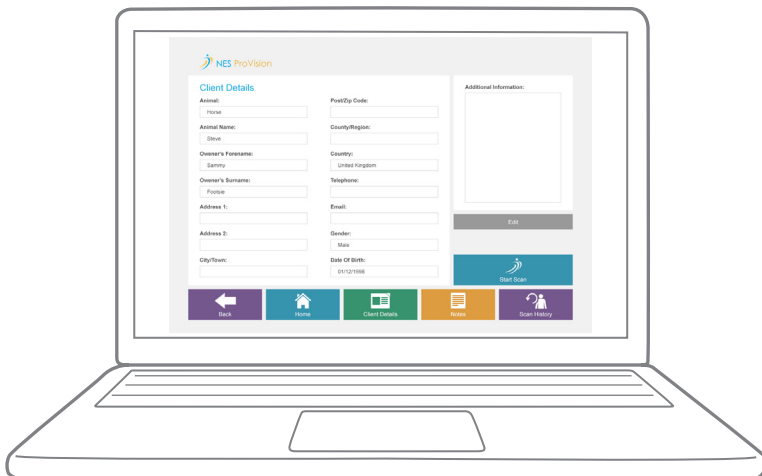 NES ProVision
Client Details
Animal:
Horse
Animal Name:
Steve
Owener's Forename:
Sammy
Owener's Surname:
Footsie
Address 1:
Address 2:
City/Town:
Post/Zip Code:
County/Region:
Country:
United Kingdom
Telephone:
Email:
Gender:
Male
Date Of Birth:
01/12/1998
Additional Information:
Edit
Start Scan
Back
Home
Client Details
Notes
Scan History